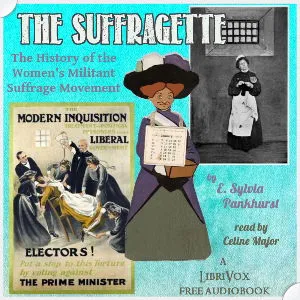 THE SUFFRAGETTE
The History of the
Women's Militant
Suffrage Movement
THE
MODERN INQUISITION
LIBERAL
ELECTORS!
Put a stop to this torture
by voting against
THE PRIME MINISTER
by
E. Sylvia
Pankhurst
read by
Celine Major
A
LIBRIVOX
FREE AUDIOBOOK